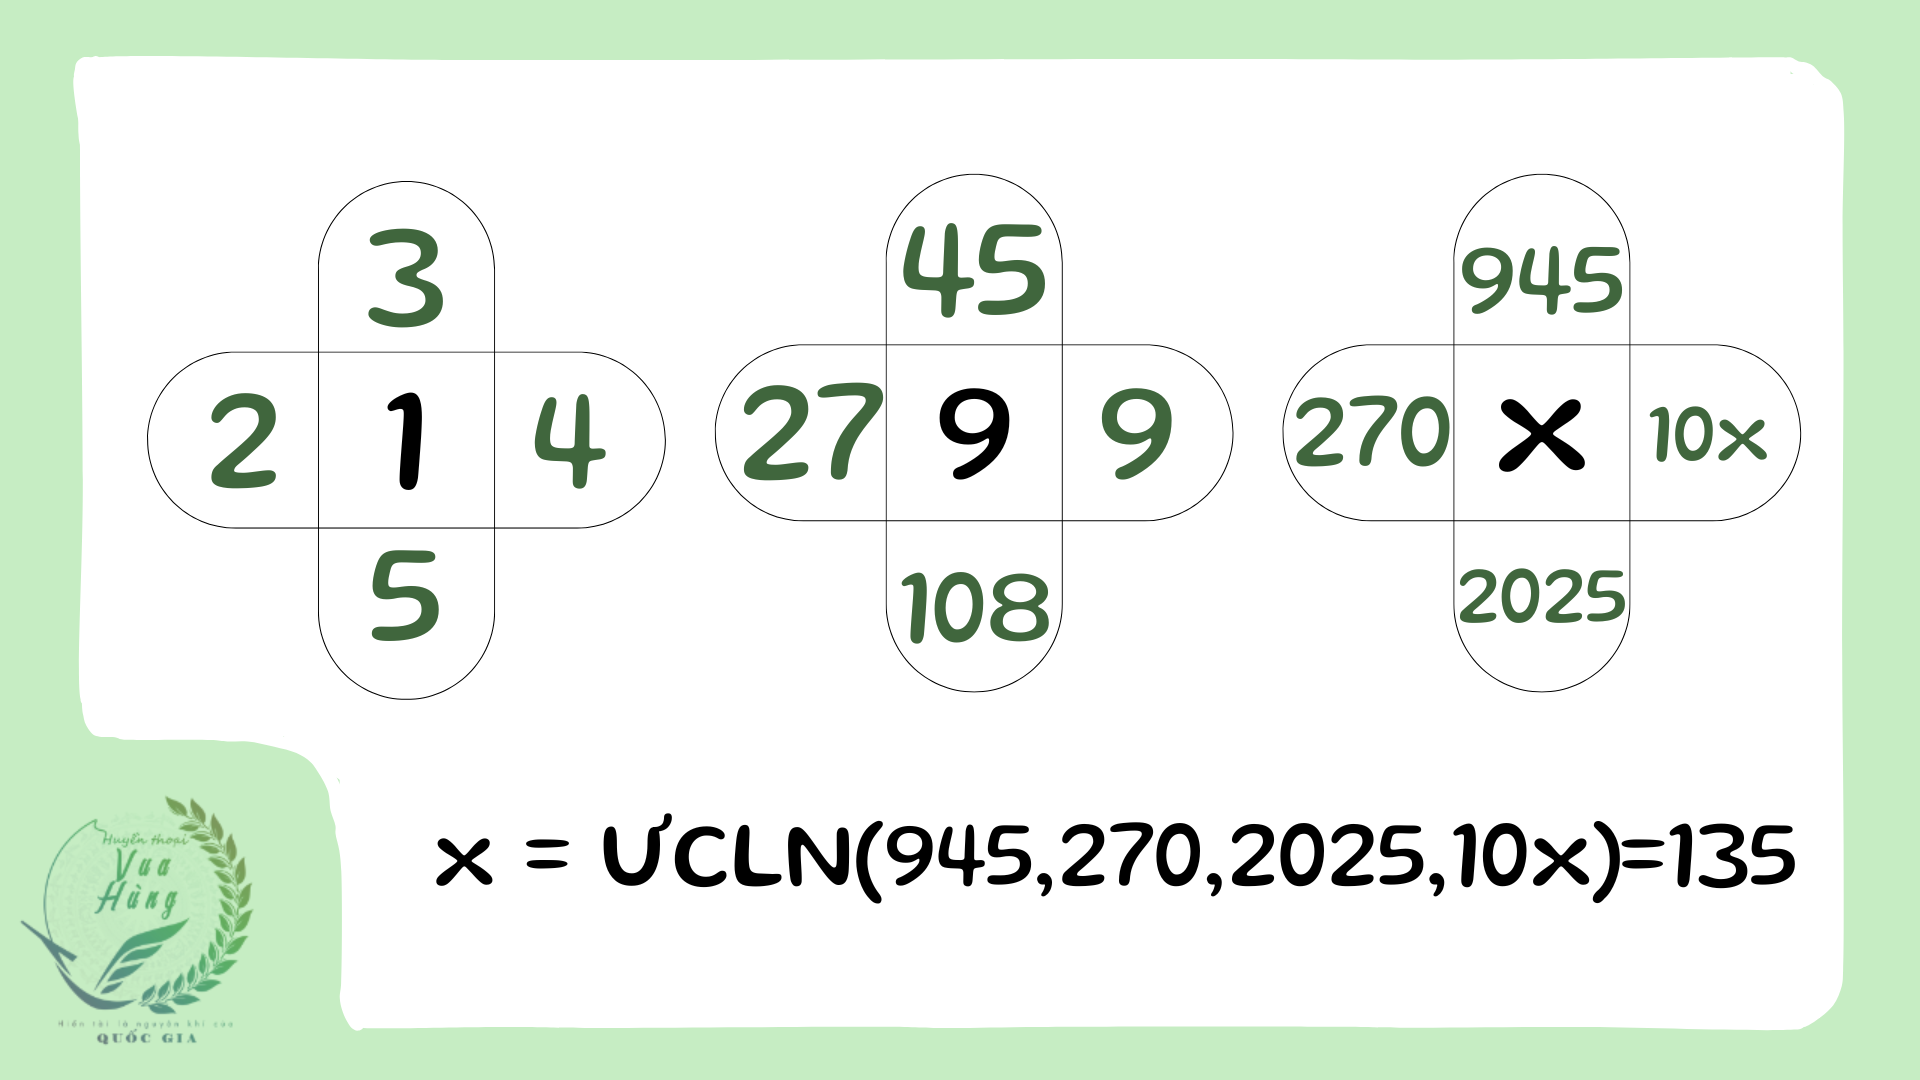 3
2 1 4
5
45
27 9 9
108
945
270 x 10x
2025
x = ƯCLN(945,270,2025,10x)=135
Huyền thoại
Vua
Hùng
Hiền tài là nguyên khí của
QUỐC GIA